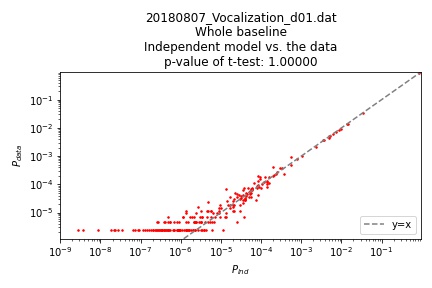 20180807_Vocalization_d01.dat
Whole baseline
Independent model vs. the data
p-value of t-test: 1.00000
P_data
10^-1
10^-2
10^-3
10^-4
10^-5
y=x
10^-9 10^-8 10^-7 10^-6 10^-5 10^-4 10^-3 10^-2 10^-1
P_ind